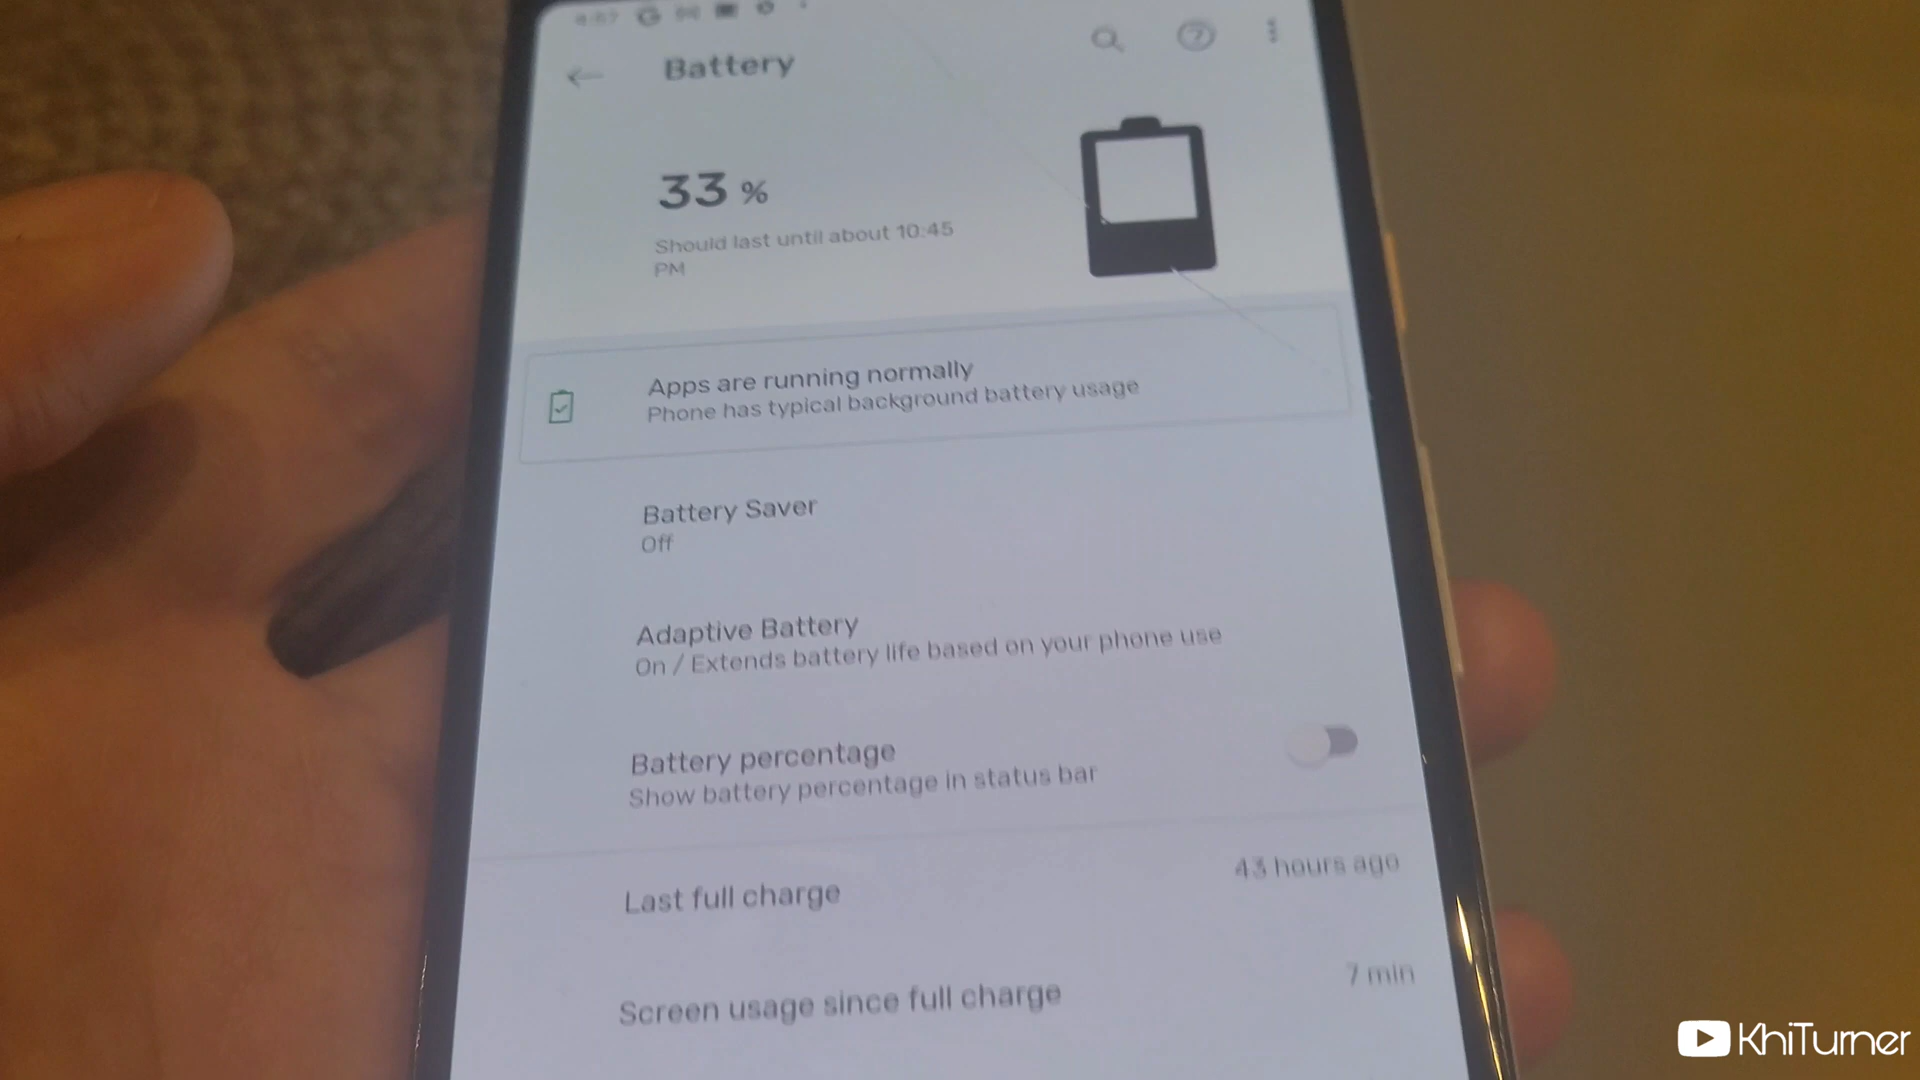 Battery
33 %
Should last until about 10:45
PM
Apps are running normally
Phone has typical background battery usage
Battery Saver
Off
Adaptive Battery
On / Extends battery life based on your phone use
Battery percentage
Show battery percentage in status bar
43 hours ago
Last full charge
7 min
Screen usage since full charge
KhiTurner